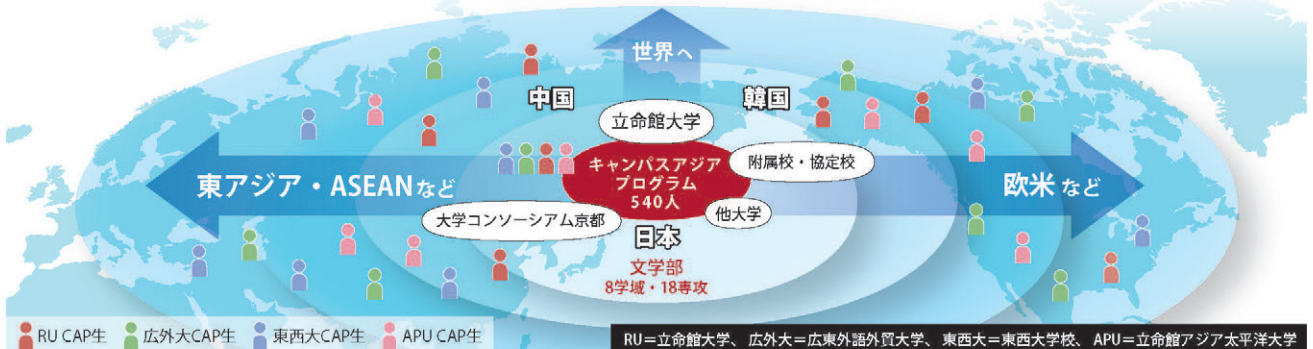 世界へ
中国
韓国
立命館大学
キャンパスアジア
プログラム
540人
附属校・協定校
東アジア・ASEANなど
欧米など
大学コンソーシアム京都
他大学
日本
文学部
8学域・18専攻
RU CAP生
広外大CAP生
東西大CAP生
APU CAP生
RU=立命館大学、広外大=広東外語外貿大学、東西大=東西大学校、APU=立命館アジア太平洋大学